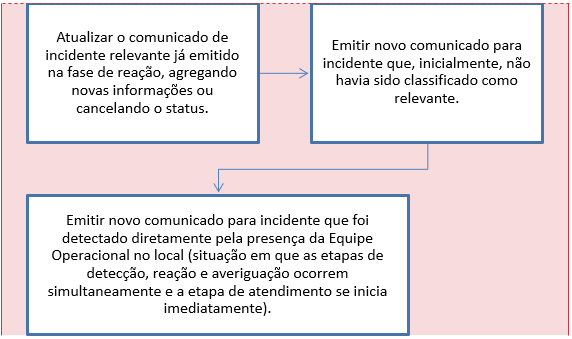 Atualizar o comunicado de
incidente relevante já emitido
na fase de reação, agregando
novas informações ou
cancelando o status.
Emitir novo comunicado para
incidente que, inicialmente, não
havia sido classificado como
relevante.
Emitir novo comunicado para incidente que foi
detectado diretamente pela presença da Equipe
Operacional no local (situação em que as etapas de
detecção, reação e averiguação ocorrem
simultaneamente e a etapa de atendimento se inicia
imediatamente).